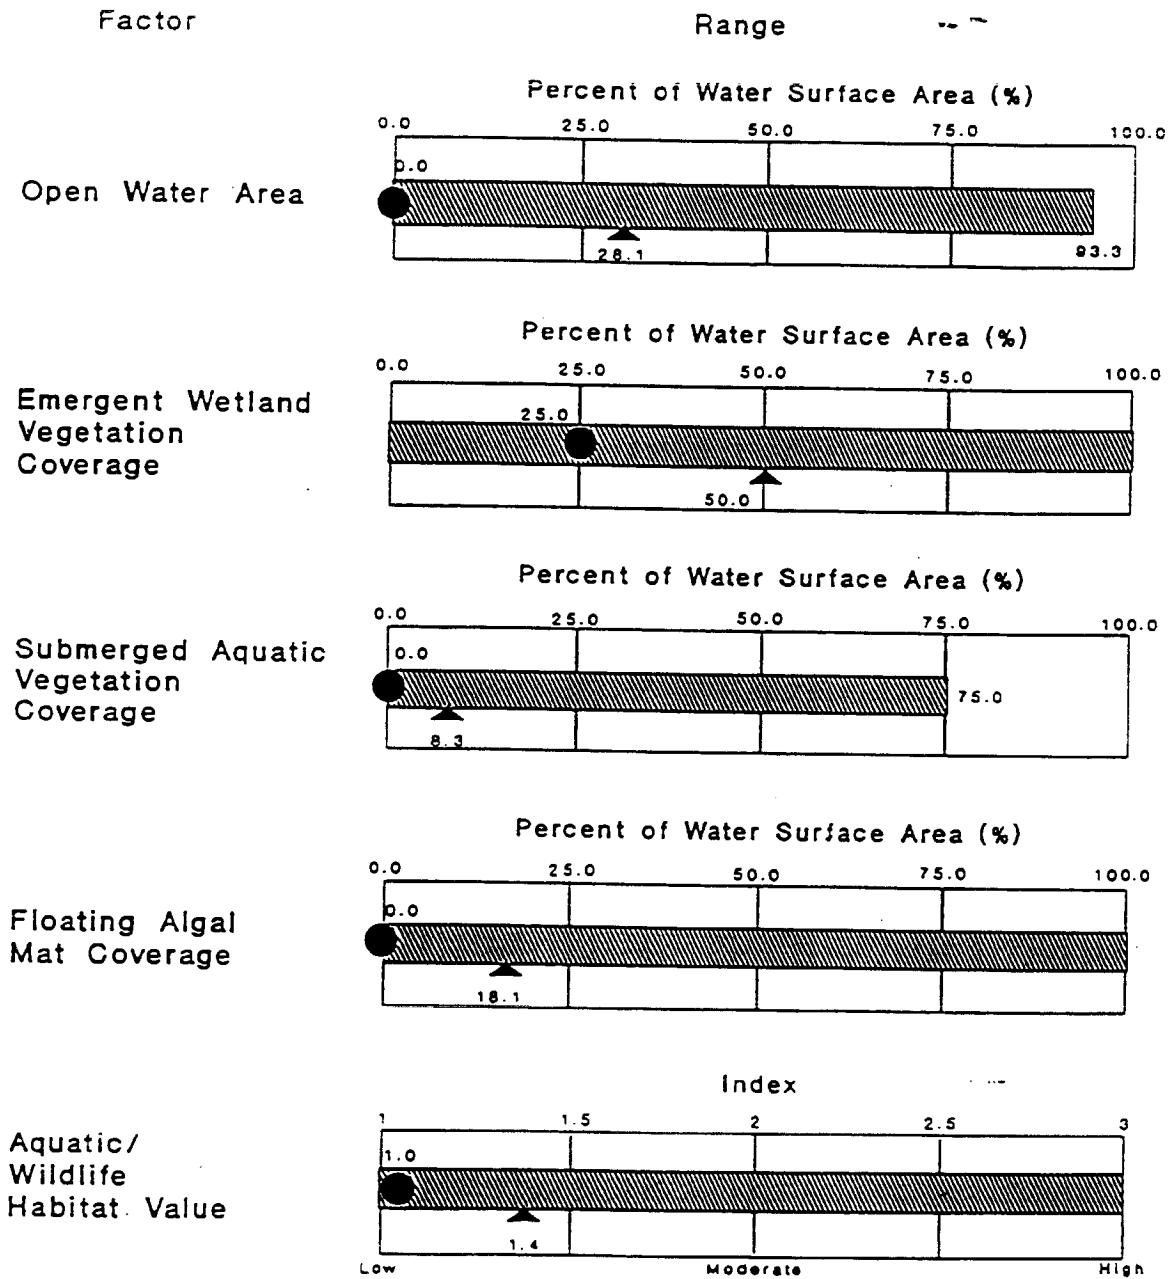 Factor
Range
Percent of Water Surface Area (%)
0.0 25.0 50.0 75.0 100.0
0.0
Open Water Area
28.1
93.3
Percent of Water Surface Area (%)
0.0 25.0 50.0 75.0 100.0
Emergent Wetland
Vegetation
Coverage
25.0
50.0
Percent of Water Surface Area (%)
0.0 25.0 50.0 75.0 100.0
Submerged Aquatic
Vegetation
Coverage
0.0
75.0
8.3
Percent of Water Surface Area (%)
0.0 25.0 50.0 75.0 100.0
Floating Algal
Mat Coverage
0.0
18.1
Index
1 1.5 2 2.5 3
Aquatic/
Wildlife
Habitat Value
1.0
1.4
Low Moderate High